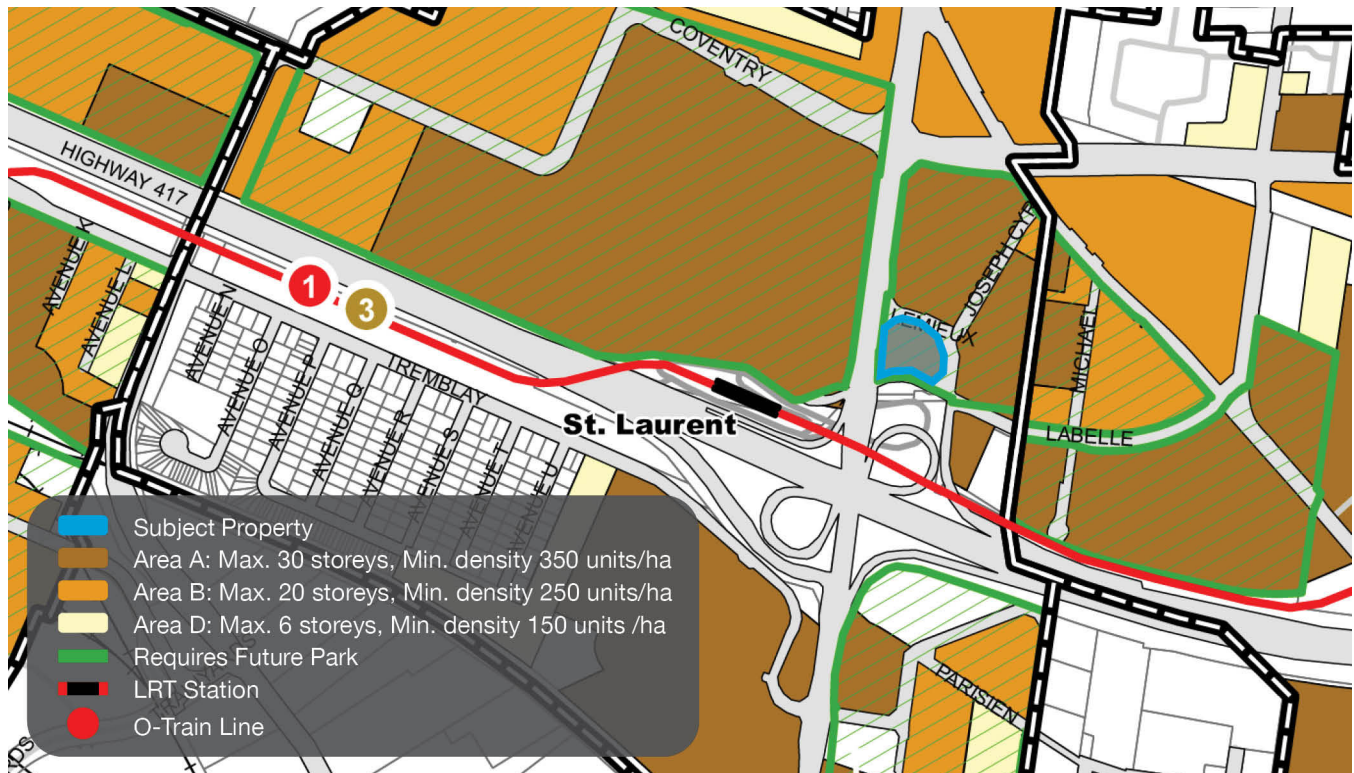 COVENTRY
HIGHWAY 417
AVENUE K
AVENUE L
JOSEPH CYR
LEMIEUX
MICHAEL
1
3
AVENUE N
AVENUE O
AVENUE P
AVENUE Q
AVENUE R
AVENUE S
AVENUE T
AVENUE U
TREMBLAY
St. Laurent
LABELLE
PARISIEN
Subject Property
Area A: Max. 30 storeys, Min. density 350 units/ha
Area B: Max. 20 storeys, Min. density 250 units/ha
Area D: Max. 6 storeys, Min. density 150 units /ha
Requires Future Park
LRT Station
O-Train Line